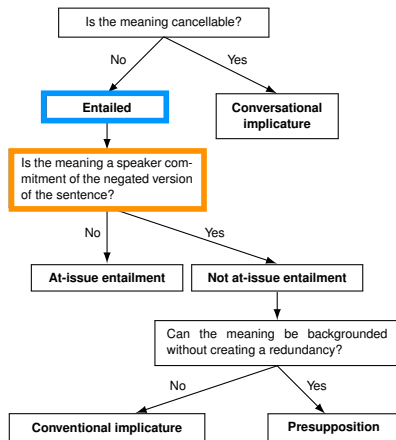 Is the meaning cancellable?
No
Yes
Entailed
Conversational
implicature
Is the meaning a speaker com-
mitment of the negated version
of the sentence?
No
Yes
At-issue entailment
Not at-issue entailment
Can the meaning be backgrounded
without creating a redundancy?
No
Yes
Conventional implicature
Presupposition